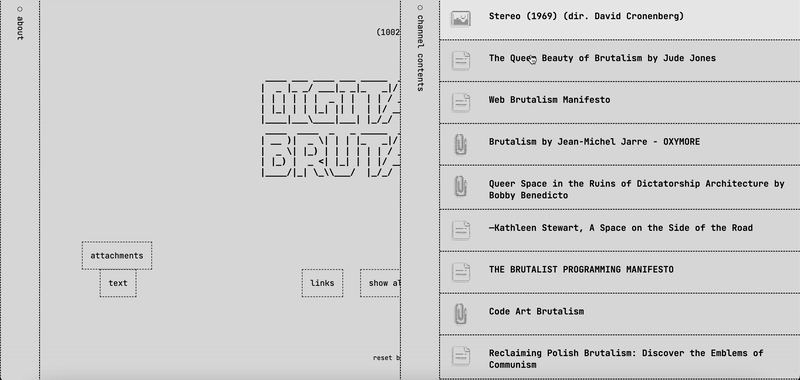 about
(1002
DIGITA
BRUTA
attachments
text
links
show al
reset b
channel contents
Stereo (1969) (dir. David Cronenberg)
The Queer Beauty of Brutalism by Jude Jones
Web Brutalism Manifesto
Brutalism by Jean-Michel Jarre - OXYMORE
Queer Space in the Ruins of Dictatorship Architecture by
Bobby Benedicto
—Kathleen Stewart, A Space on the Side of the Road
THE BRUTALIST PROGRAMMING MANIFESTO
Code Art Brutalism
Reclaiming Polish Brutalism: Discover the Emblems of
Communism